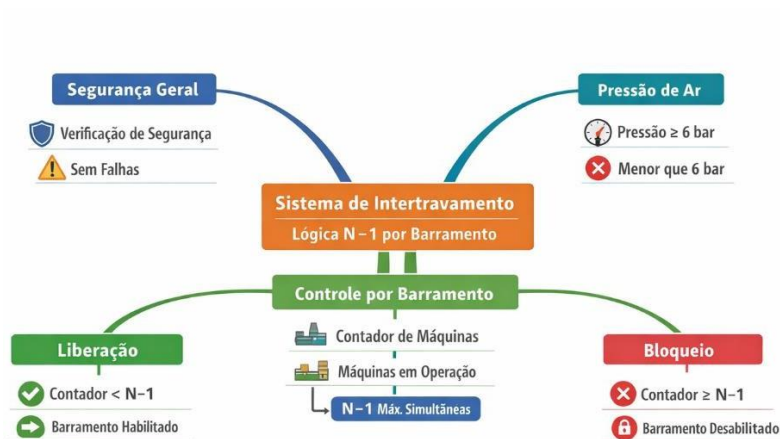 Segurança Geral
Verificação de Segurança
Sem Falhas
Pressão de Ar
Pressão ≥ 6 bar
Menor que 6 bar
Sistema de Intertravamento
Lógica N-1 por Barramento
Controle por Barramento
Contador de Máquinas
Máquinas em Operação
N-1 Máx. Simultâneas
Liberação
Contador < N-1
Barramento Habilitado
Bloqueio
Contador ≥ N-1
Barramento Desabilitado